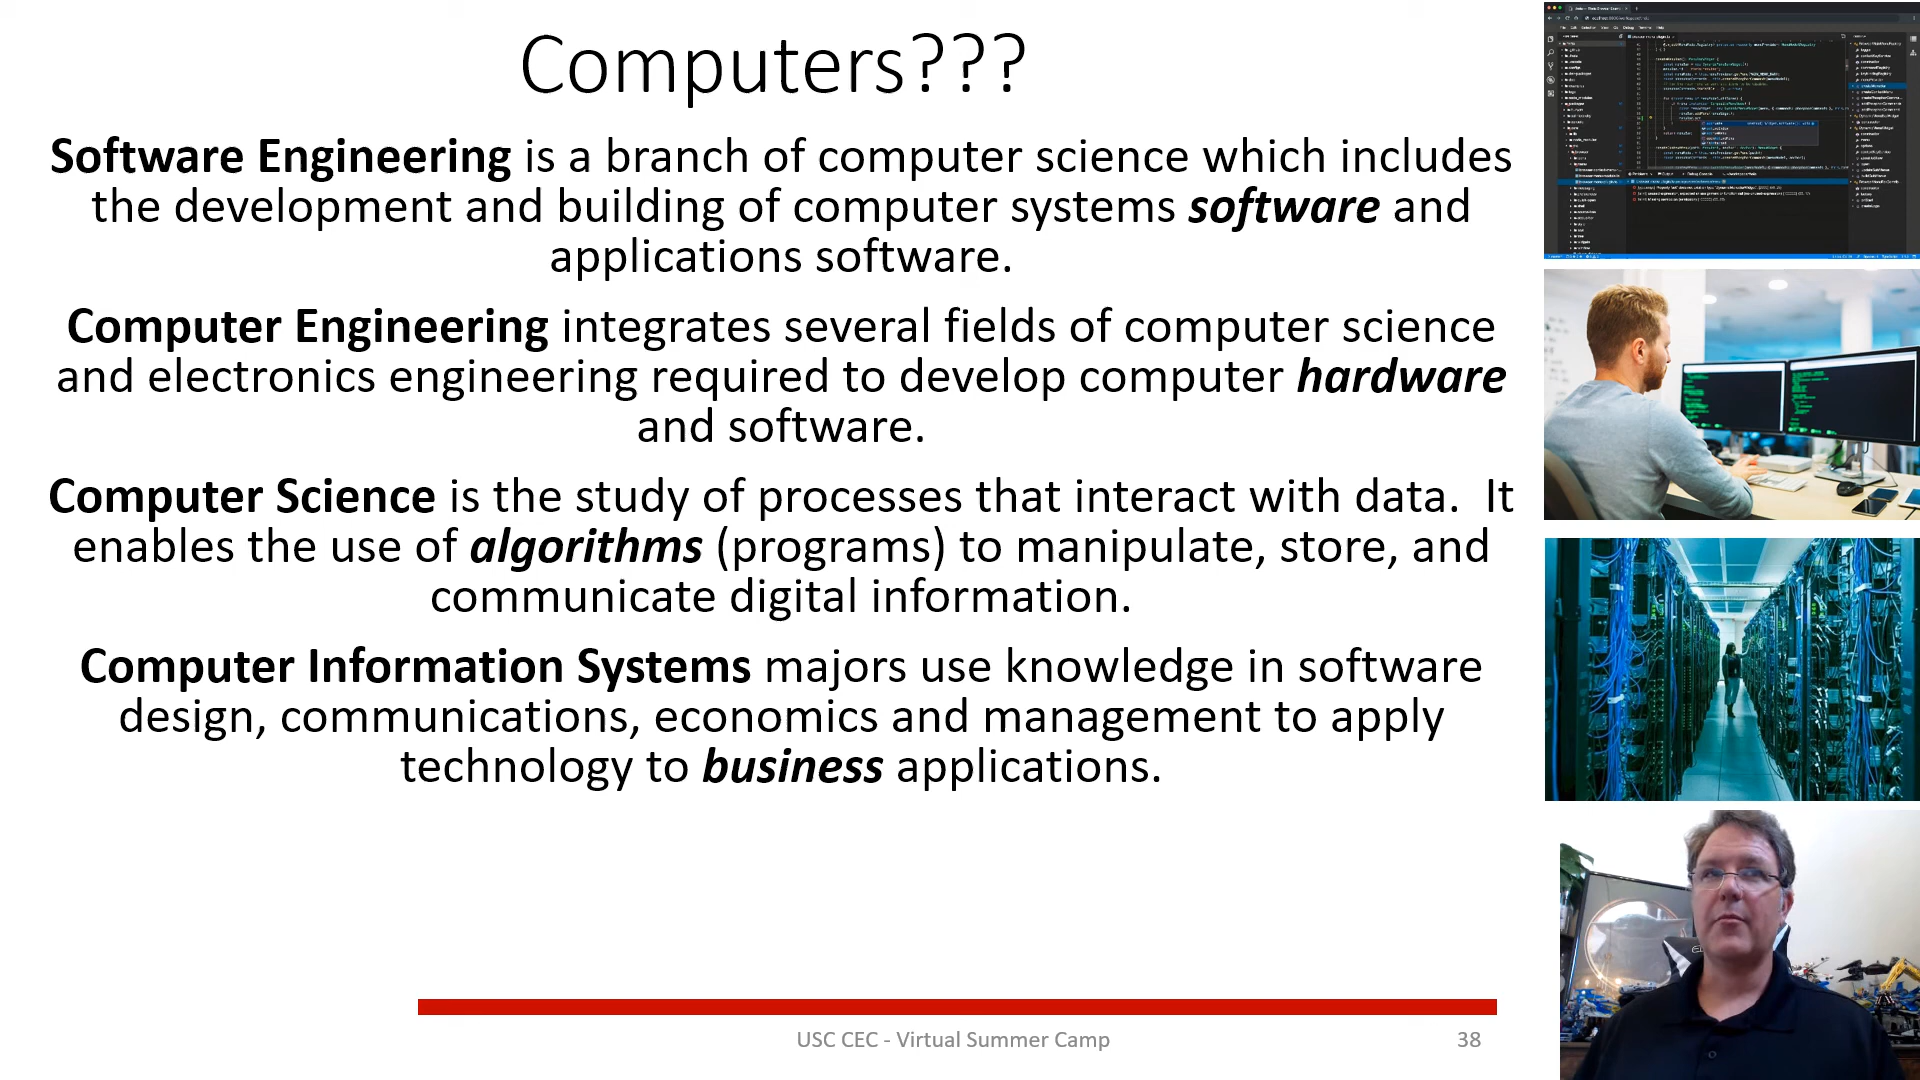 Computers???
Software Engineering is a branch of computer science which includes
the development and building of computer systems software and
applications software.
Computer Engineering integrates several fields of computer science
and electronics engineering required to develop computer hardware
and software.
Computer Science is the study of processes that interact with data.  It
enables the use of algorithms (programs) to manipulate, store, and
communicate digital information.
Computer Information Systems majors use knowledge in software
design, communications, economics and management to apply
technology to business applications.
USC CEC - Virtual Summer Camp
38